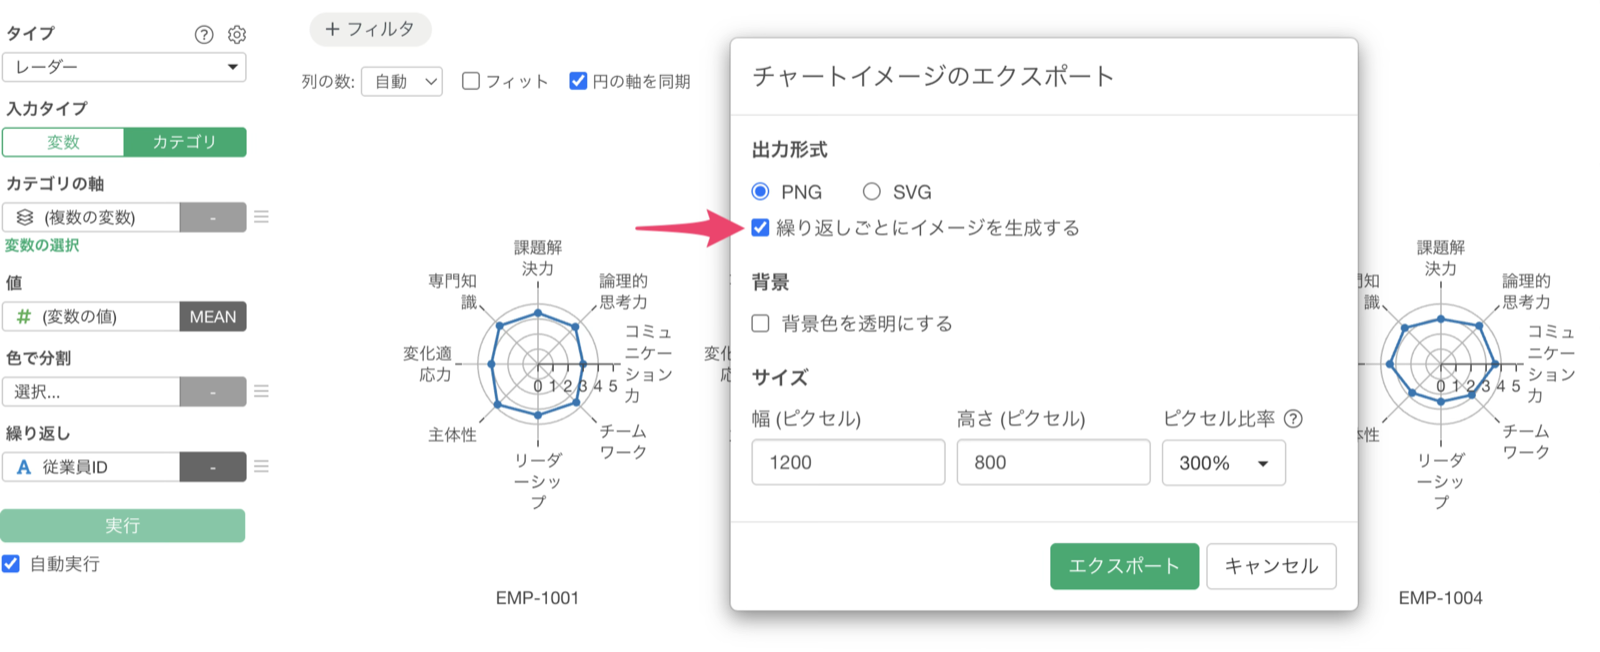 タイプ
レーダー
入力タイプ
変数 カテゴリ
カテゴリの軸
(複数の変数) -
変数の選択
値
# (変数の値) MEAN
色で分割
選択... -
繰り返し
A 従業員ID -
実行
自動実行
+ フィルタ
列の数: 自動 フィット 円の軸を同期
課題解
決力
論理的
思考力
コミュ
ニケー
ション
力
チーム
ワーク
リーダ
ーシッ
プ
主体性
変化適
応力
専門知
識
0 1 2 3 4 5
EMP-1001
変化
応
チャートイメージのエクスポート
出力形式
PNG SVG
繰り返しごとにイメージを生成する
背景
背景色を透明にする
サイズ
幅 (ピクセル) 高さ (ピクセル) ピクセル比率
1200 800 300%
エクスポート キャンセル
課題解
決力
論理的
思考力
コミュ
ニケー
ション
力
チーム
ワーク
リーダ
ーシッ
プ
体性
門知
識
0 1 2 3 4 5
EMP-1004